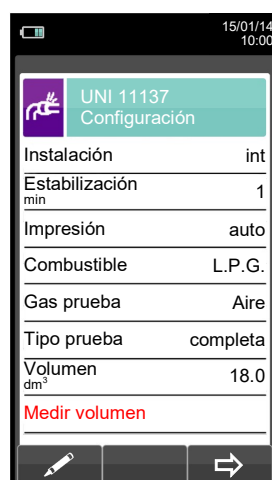 15/01/14
10:00
UNI 11137
Configuración
Instalación int
Estabilización 1
min
Impresión auto
Combustible L.P.G.
Gas prueba Aire
Tipo prueba completa
Volumen 18.0
dm³
Medir volumen